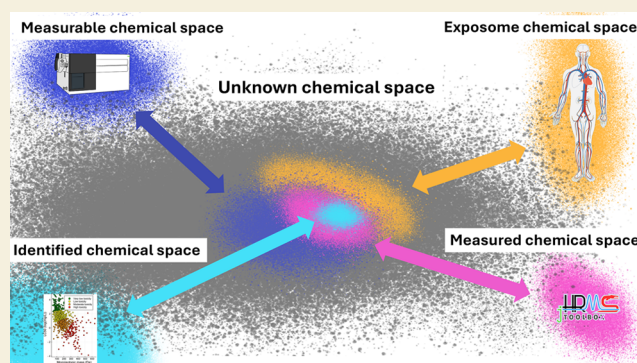 Measurable chemical space
Exposome chemical space
Unknown chemical space
Identified chemical space
Measured chemical space
HRMS
TOOLBOX